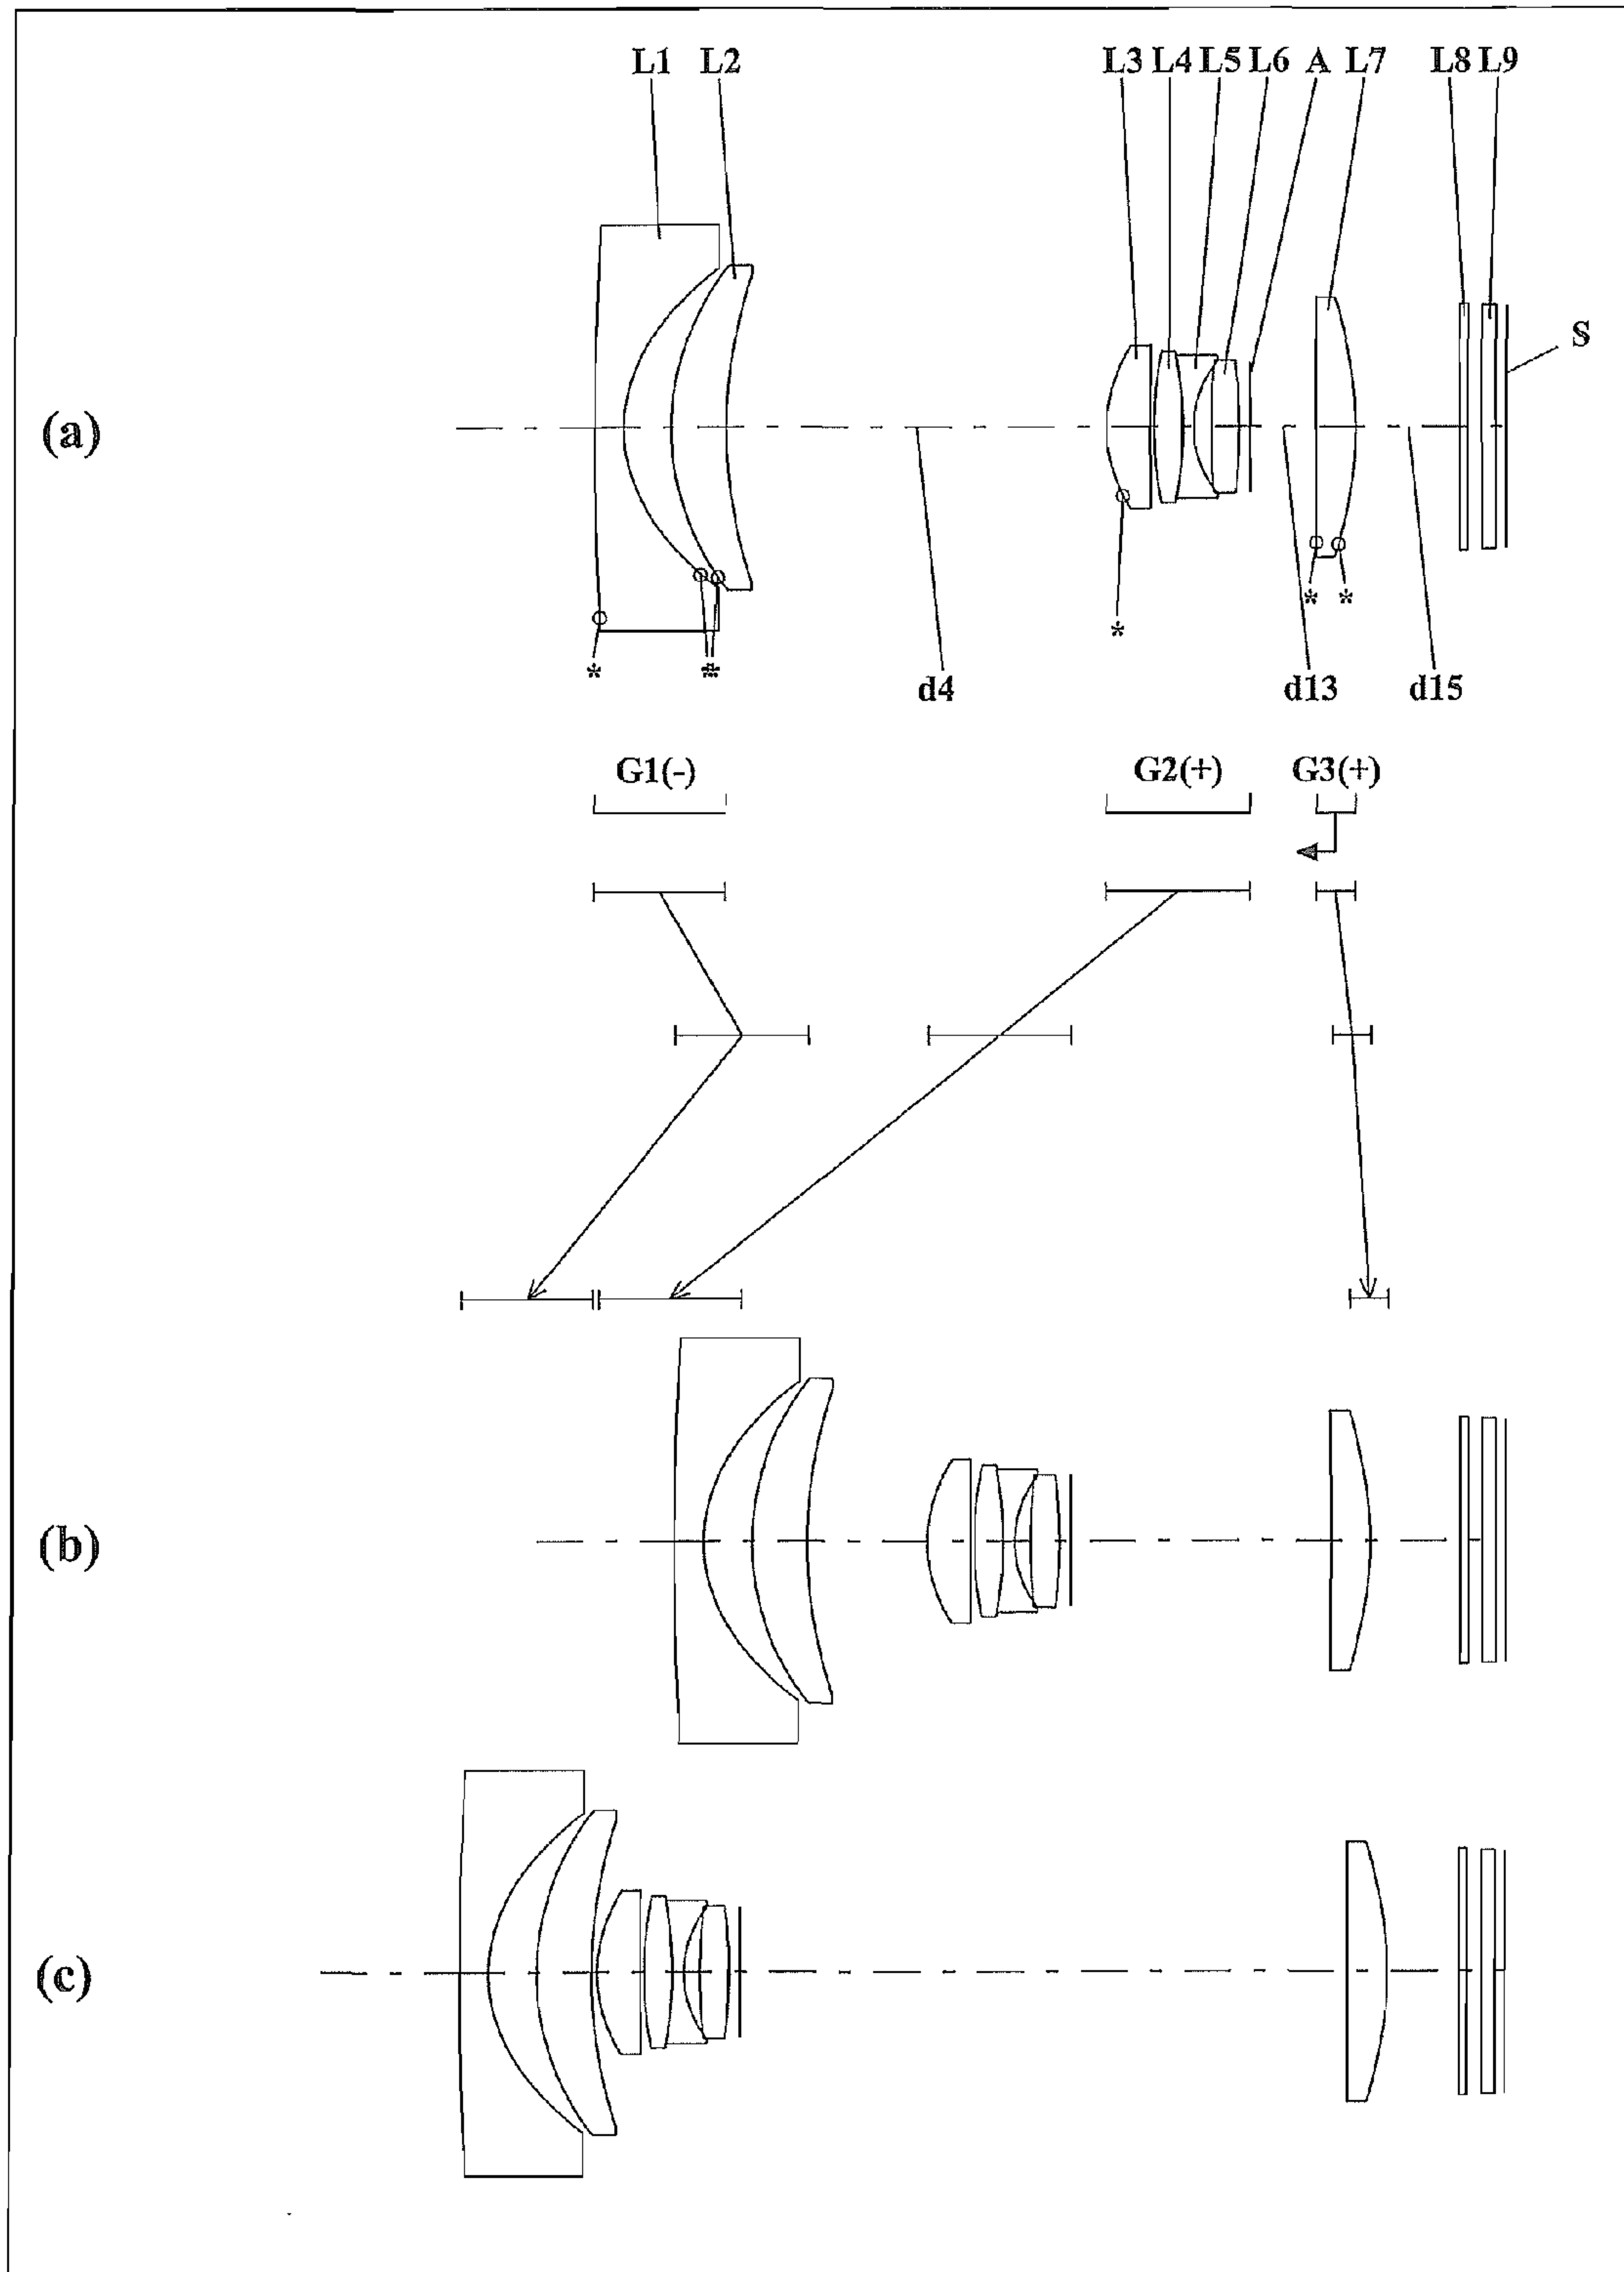 L1 L2 L3 L4 L5 L6 A L7 L8 L9
S
(a)
* * * * * *
d4 d13 d15
G1(-) G2(+) G3(+)
(b)
(c)